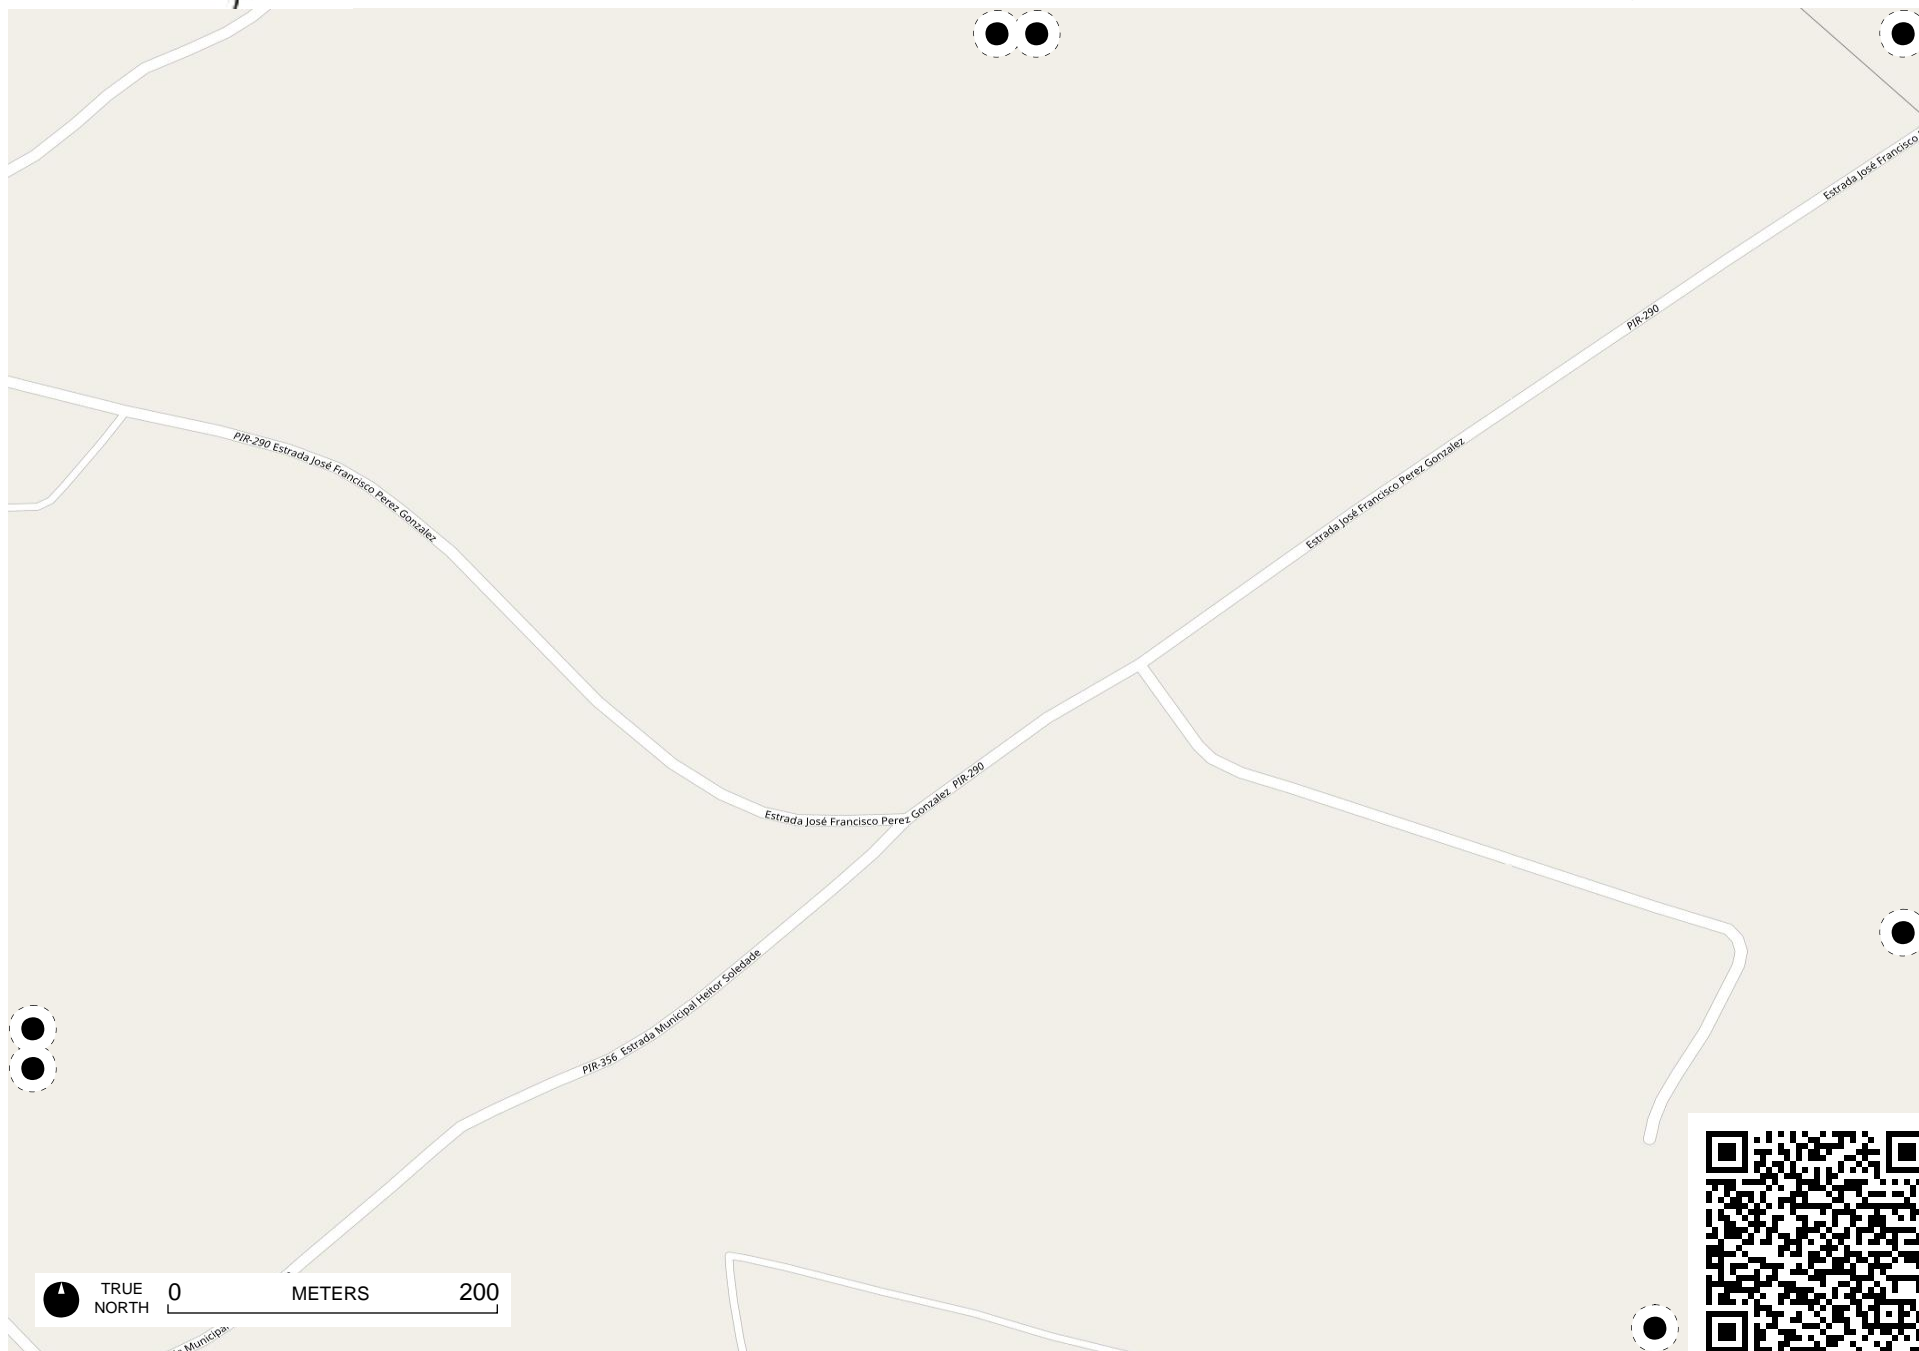 Estrada José Francisco
PIR-290
Estrada José Francisco Perez Gonzalez
PIR-290 Estrada José Francisco Perez Gonzalez
Estrada José Francisco Perez Gonzalez PIR-290
PIR-356 Estrada Municipal Heitor Soledade
TRUE
NORTH
0 METERS 200
Municipal